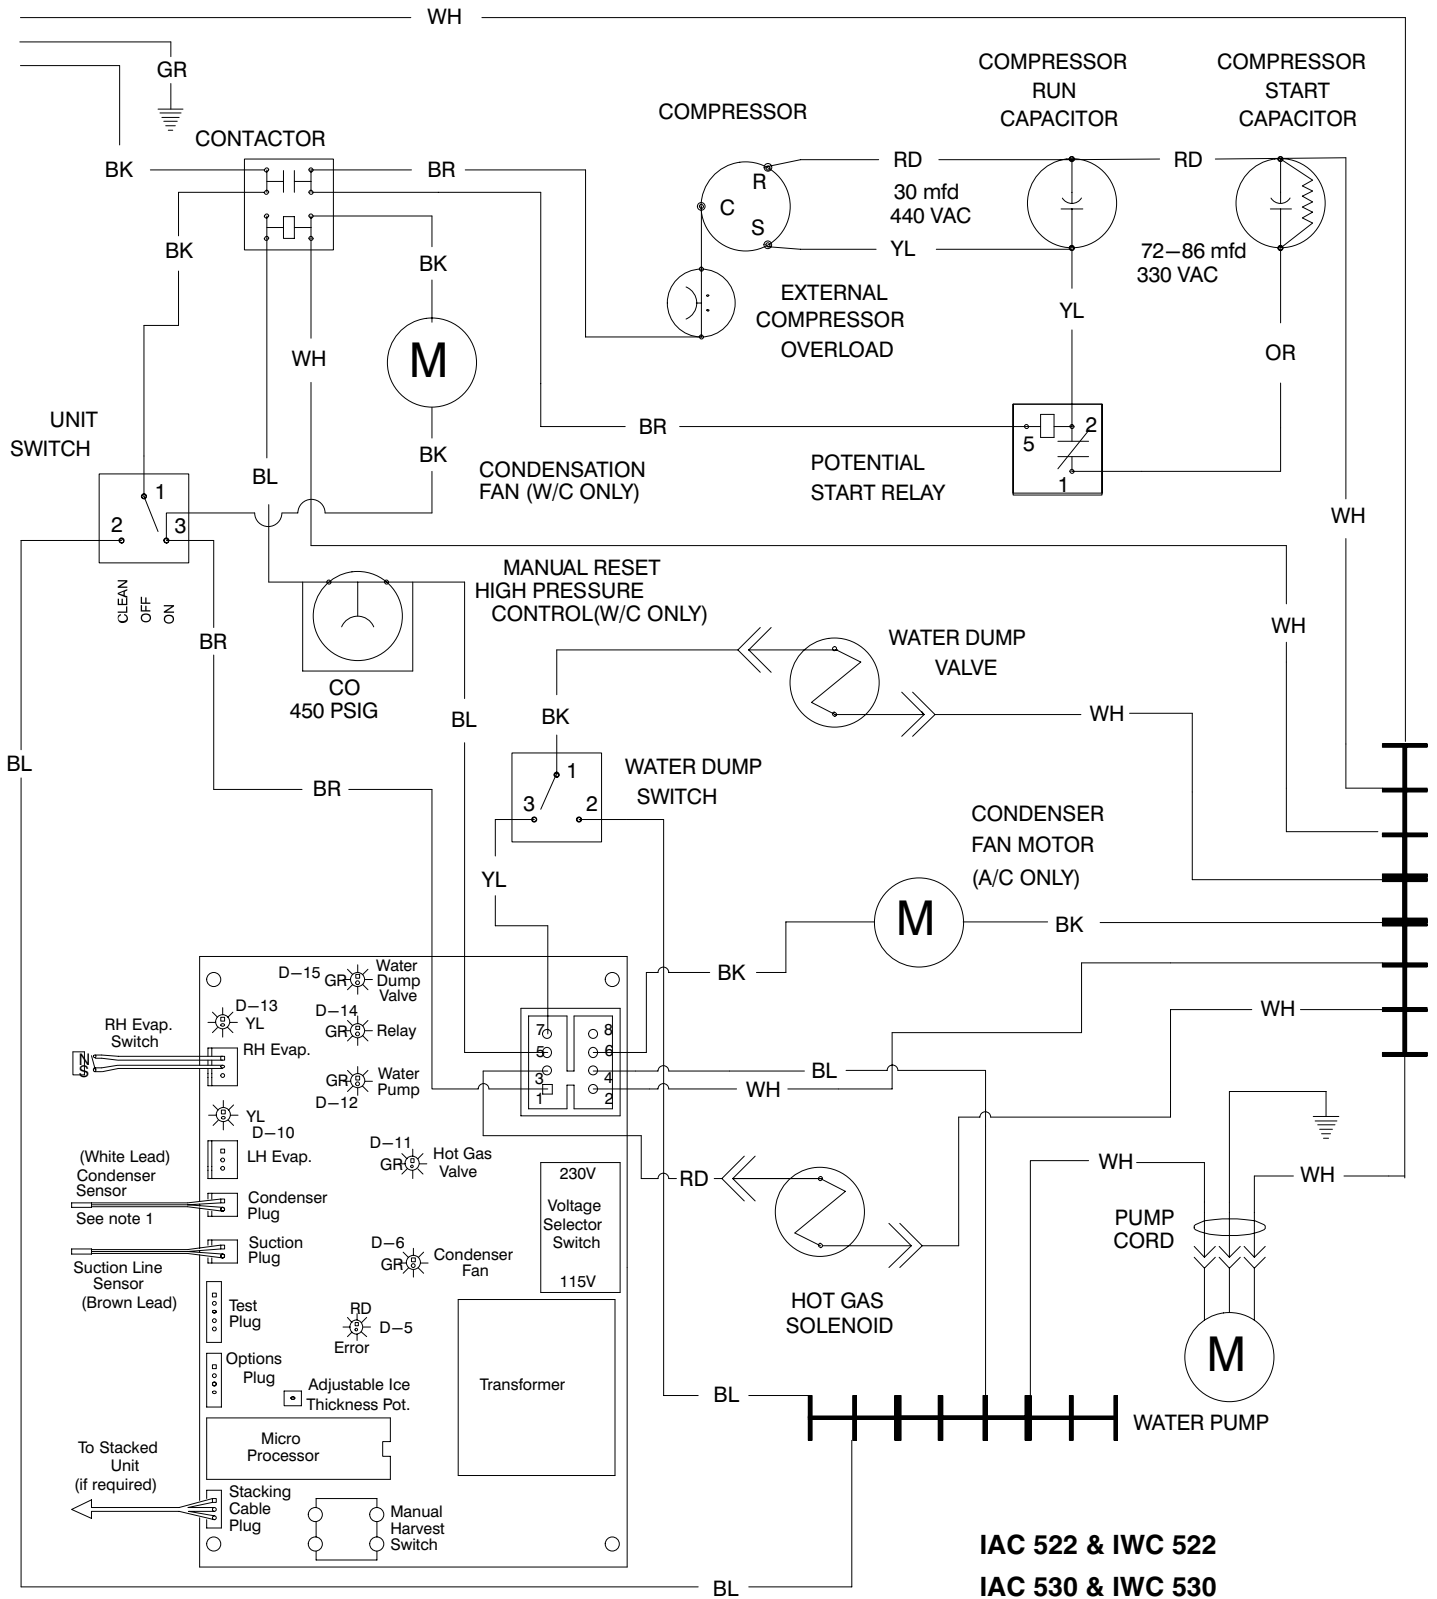 WH
GR
CONTACTOR
BK
BR
COMPRESSOR
COMPRESSOR
RUN
CAPACITOR
COMPRESSOR
START
CAPACITOR
RD
RD
R
C
S
30 mfd
440 VAC
YL
72–86 mfd
330 VAC
BK
BK
EXTERNAL
COMPRESSOR
OVERLOAD
YL
OR
WH
M
UNIT
SWITCH
BR
5
2
1
BK
BL
CONDENSATION
FAN (W/C ONLY)
POTENTIAL
START RELAY
1
2
3
WH
CLEAN
OFF
ON
MANUAL RESET
HIGH PRESSURE
CONTROL(W/C ONLY)
WH
BR
WATER DUMP
VALVE
CO
450 PSIG
BL
BK
WH
BL
BR
1
3
2
WATER DUMP
SWITCH
CONDENSER
FAN MOTOR
(A/C ONLY)
YL
M
BK
BK
D–15
GR
Water
Dump
Valve
D–13
YL
D–14
GR
Relay
RH Evap.
Switch
N
S
RH Evap.
7
8
5
6
3
4
1
2
WH
BL
WH
GR
Water
Pump
D–12
YL
D–10
LH Evap.
D–11
GR
Hot Gas
Valve
(White Lead)
Condenser
Sensor
See note 1
Condenser
Plug
230V
Voltage
Selector
Switch
115V
RD
WH
WH
PUMP
CORD
Suction
Plug
D–6
GR
Condenser
Fan
Suction Line
Sensor
(Brown Lead)
Test
Plug
RD
D–5
Error
HOT GAS
SOLENOID
M
WATER PUMP
Options
Plug
Adjustable Ice
Thickness Pot.
Transformer
BL
Micro
Processor
To Stacked
Unit
(if required)
Stacking
Cable
Plug
Manual
Harvest
Switch
BL
IAC 522 & IWC 522
IAC 530 & IWC 530